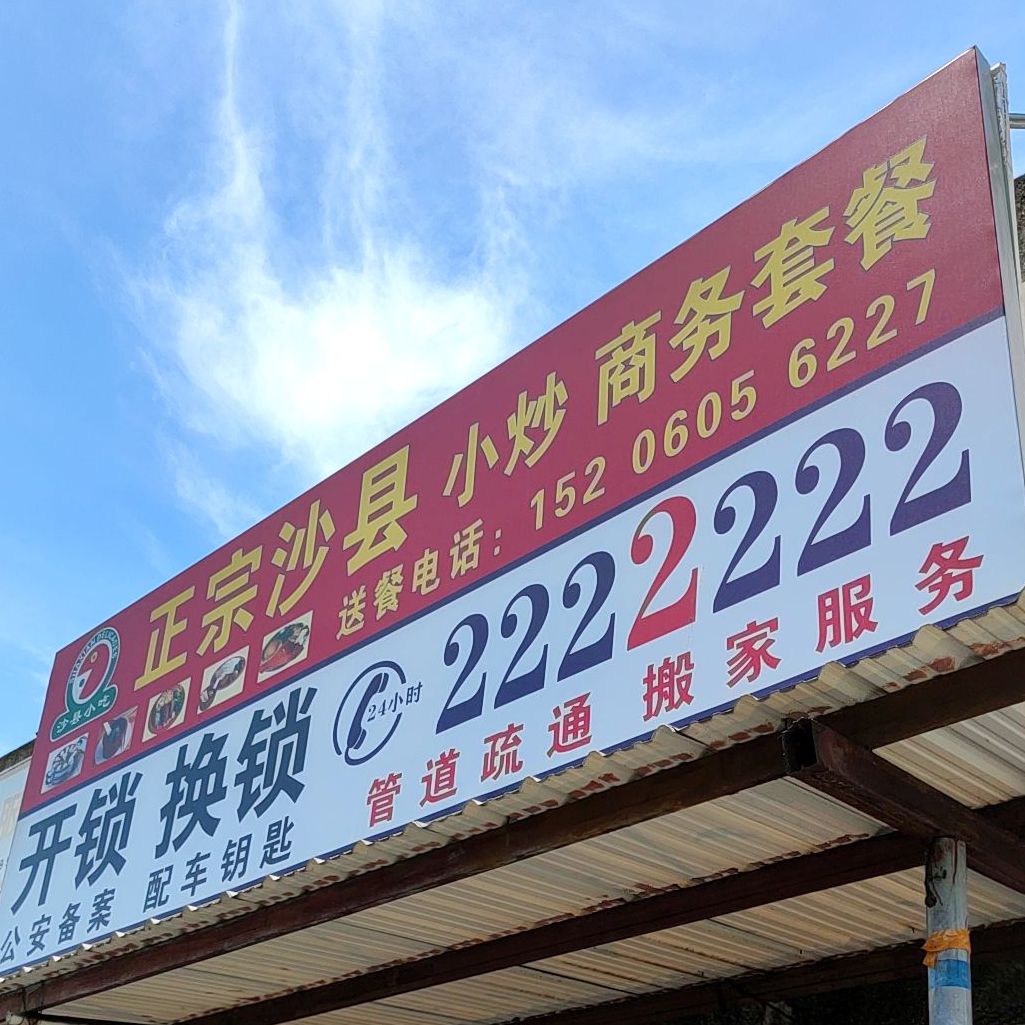 正宗沙县 小炒 商务套餐
送餐电话: 152 0605 6227
沙县小吃
开锁 换锁 24小时 2222222
公安备案 配车钥匙 管道疏通 搬家服务